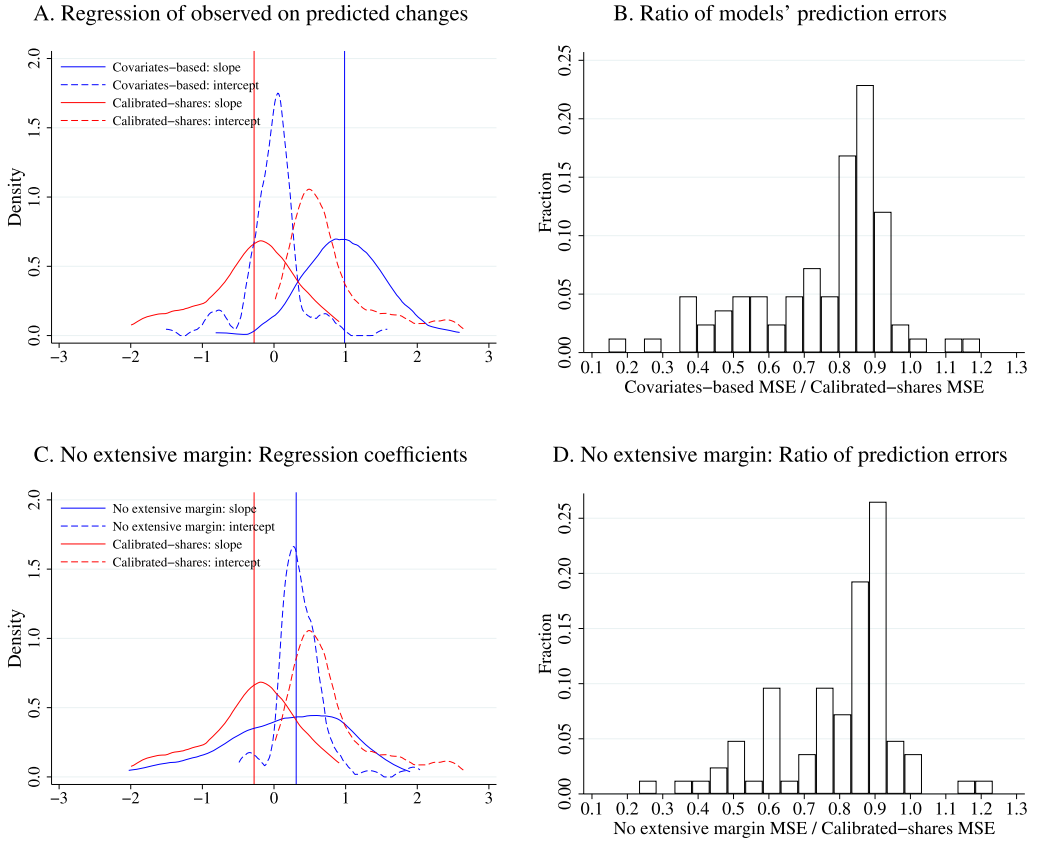 A. Regression of observed on predicted changes
Density
0.0 0.5 1.0 1.5 2.0
Covariates−based: slope
Covariates−based: intercept
Calibrated−shares: slope
Calibrated−shares: intercept
−3 −2 −1 0 1 2 3
B. Ratio of models’ prediction errors
Fraction
0.00 0.05 0.10 0.15 0.20 0.25
0.1 0.2 0.3 0.4 0.5 0.6 0.7 0.8 0.9 1.0 1.1 1.2 1.3
Covariates−based MSE / Calibrated−shares MSE
C. No extensive margin: Regression coefficients
Density
0.0 0.5 1.0 1.5 2.0
No extensive margin: slope
No extensive margin: intercept
Calibrated−shares: slope
Calibrated−shares: intercept
−3 −2 −1 0 1 2 3
D. No extensive margin: Ratio of prediction errors
Fraction
0.00 0.05 0.10 0.15 0.20 0.25
0.1 0.2 0.3 0.4 0.5 0.6 0.7 0.8 0.9 1.0 1.1 1.2 1.3
No extensive margin MSE / Calibrated−shares MSE